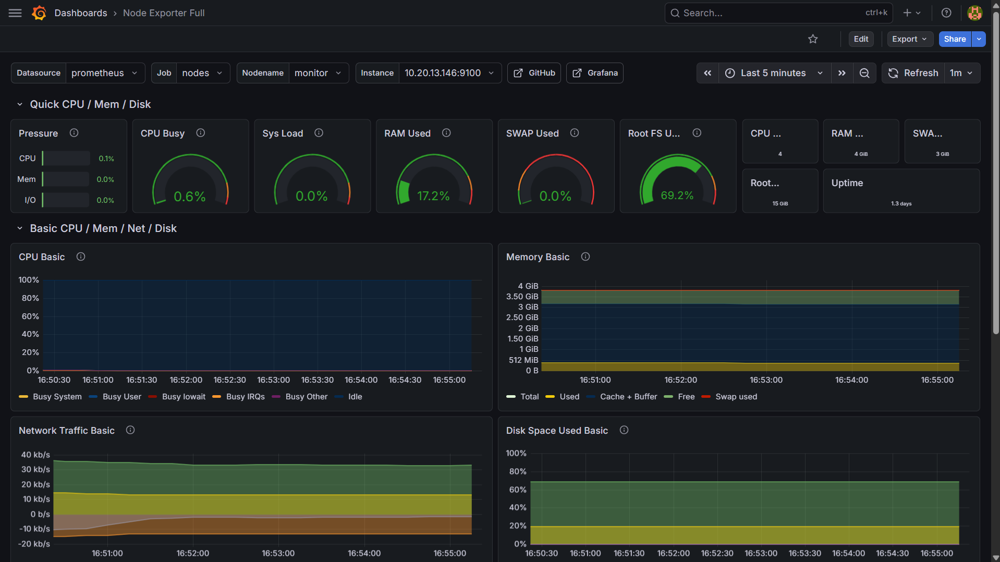 Dashboards › Node Exporter Full
Search... ctrl+k
Edit Export Share
Datasource prometheus Job nodes Nodename monitor Instance 10.20.13.146:9100 GitHub Grafana Last 5 minutes Refresh 1m
Quick CPU / Mem / Disk
Pressure
CPU 0.1%
Mem 0.0%
I/O 0.0%
CPU Busy
0.6%
Sys Load
0.0%
RAM Used
17.2%
SWAP Used
0.0%
Root FS U...
69.2%
CPU ...
4
RAM ...
4 GiB
SWA...
3 GiB
Root...
15 GiB
Uptime
1.3 days
Basic CPU / Mem / Net / Disk
CPU Basic
100%
80%
60%
40%
20%
0%
16:50:30 16:51:00 16:51:30 16:52:00 16:52:30 16:53:00 16:53:30 16:54:00 16:54:30 16:55:00
Busy System Busy User Busy Iowait Busy IRQs Busy Other Idle
Memory Basic
4 GiB
3.50 GiB
3 GiB
2.50 GiB
2 GiB
1.50 GiB
1 GiB
512 MiB
0 B
16:51:00 16:52:00 16:53:00 16:54:00 16:55:00
Total Used Cache + Buffer Free Swap used
Network Traffic Basic
40 kb/s
30 kb/s
20 kb/s
10 kb/s
0 b/s
-10 kb/s
-20 kb/s
16:51:00 16:52:00 16:53:00 16:54:00 16:55:00
Disk Space Used Basic
100%
80%
60%
40%
20%
0%
16:50:30 16:51:00 16:51:30 16:52:00 16:52:30 16:53:00 16:53:30 16:54:00 16:54:30 16:55:00